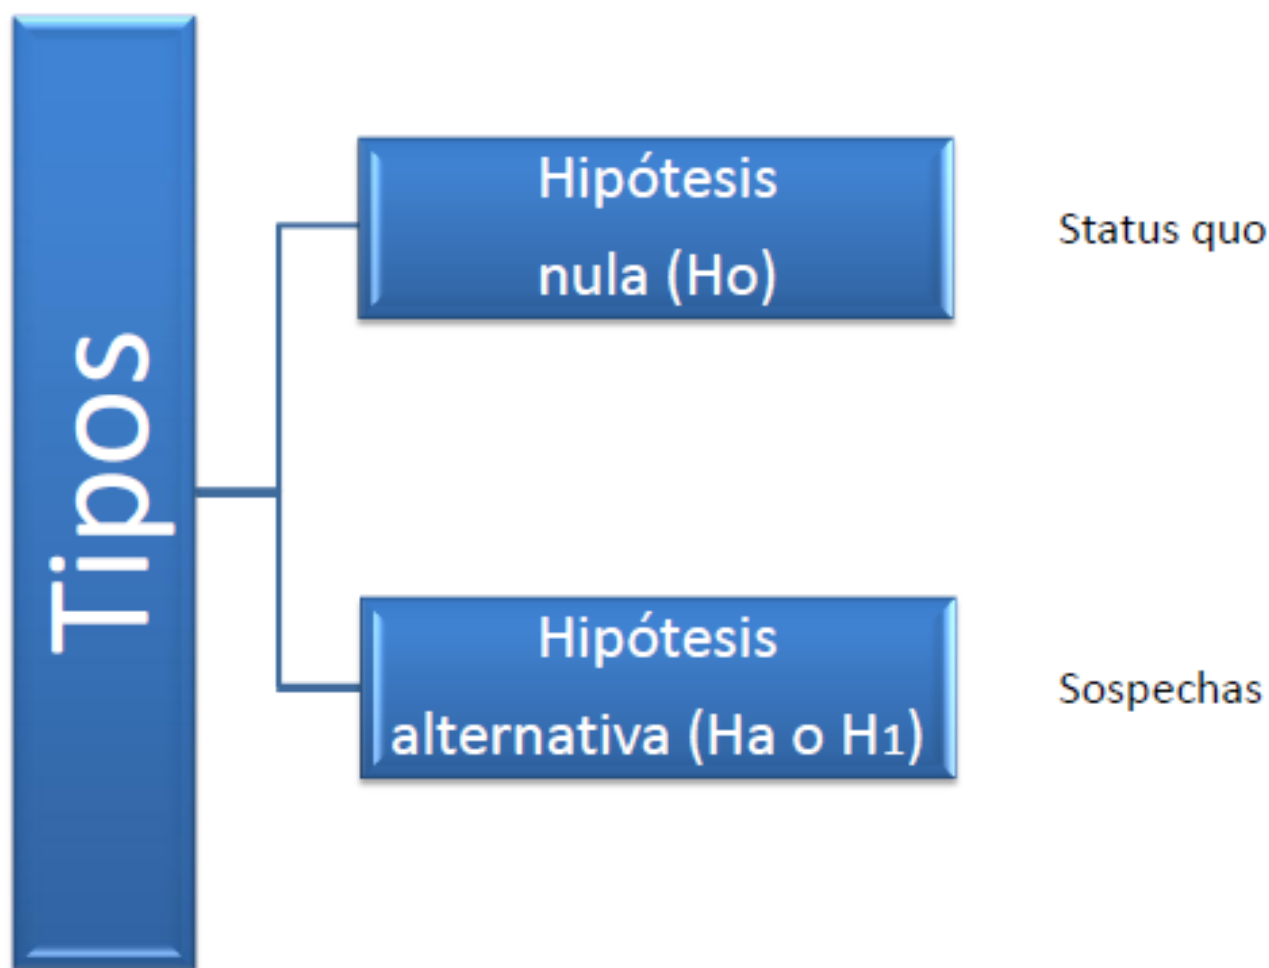 Tipos
Hipótesis
nula (Ho)
Status quo
Hipótesis
alternativa (Ha o H1)
Sospechas